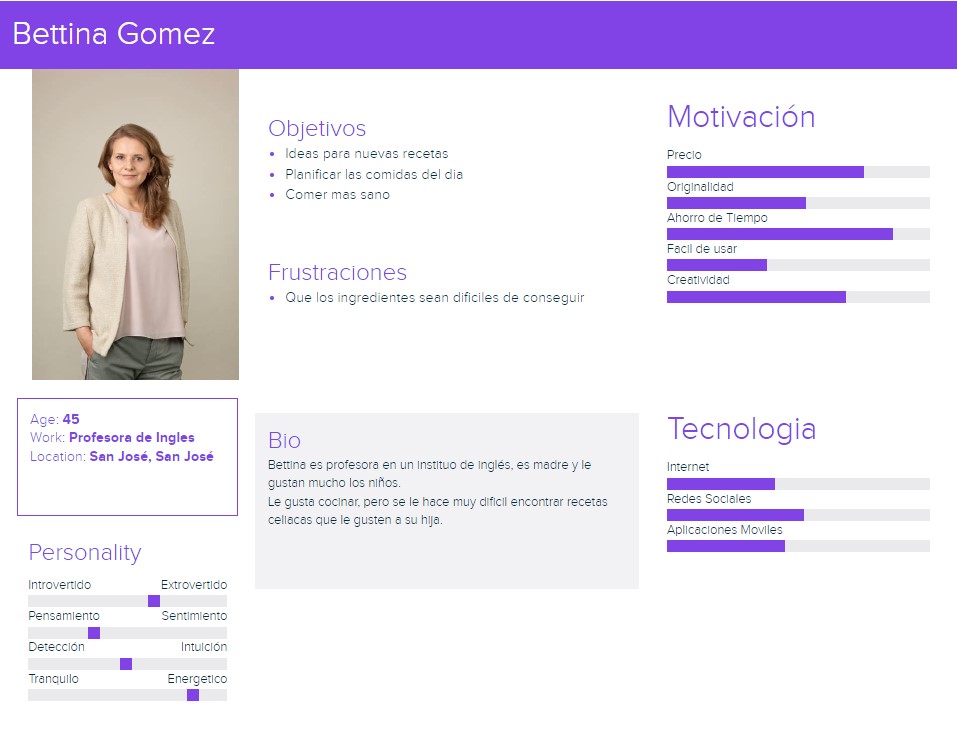 Bettina Gomez
Objetivos
Ideas para nuevas recetas
Planificar las comidas del dia
Comer mas sano
Frustraciones
Que los ingredientes sean dificiles de conseguir
Motivación
Precio
Originalidad
Ahorro de Tiempo
Facil de usar
Creatividad
Age: 45
Work: Profesora de Ingles
Location: San José, San José
Bio
Bettina es profesora en un instituo de inglés, es madre y le
gustan mucho los niños.
Le gusta cocinar, pero se le hace muy dificil encontrar recetas
celiacas que le gusten a su hija.
Tecnologia
Internet
Redes Sociales
Aplicaciones Moviles
Personality
Introvertido Extrovertido
Pensamiento Sentimiento
Detección Intuición
Tranquilo Energetico